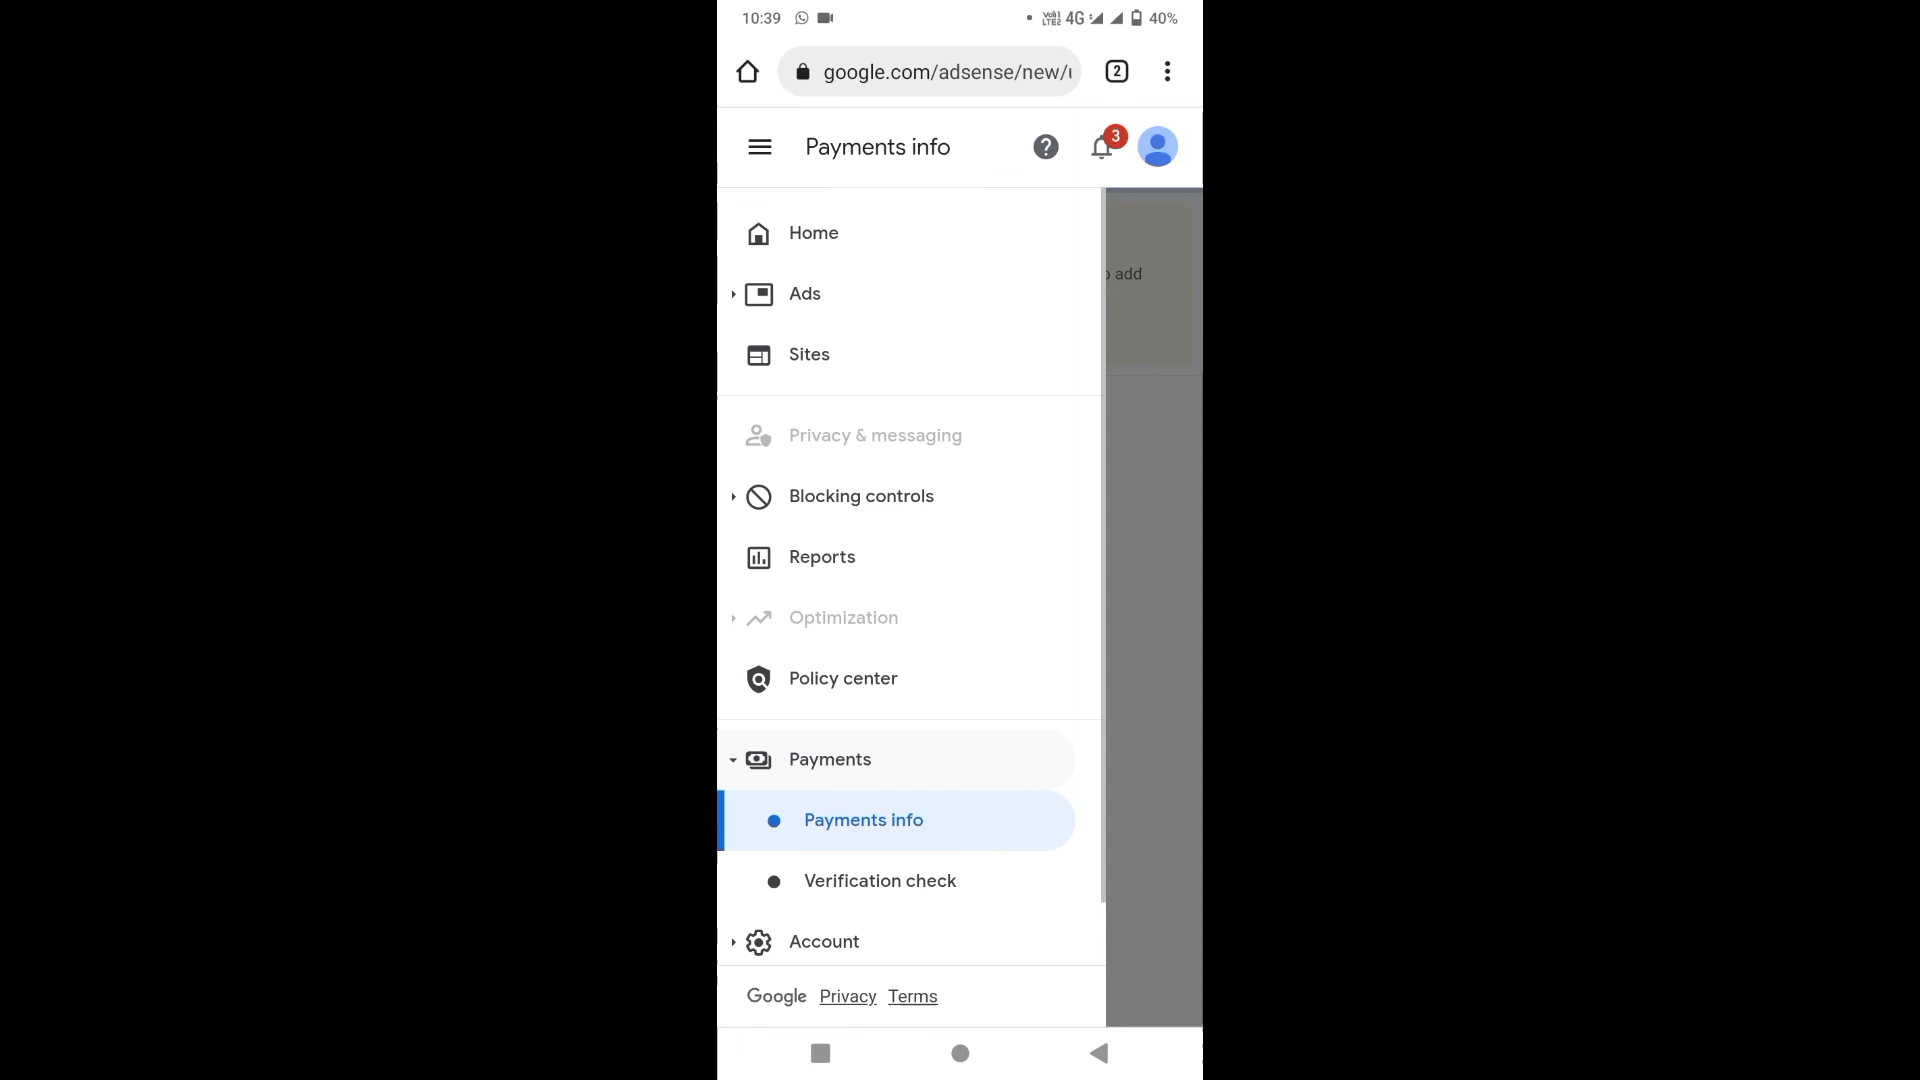 10:39 4G 40%
google.com/adsense/new/
2
Payments info
3
Home
add
Ads
Sites
Privacy & messaging
Blocking controls
Reports
Optimization
Policy center
Payments
Payments info
Verification check
Account
Google Privacy Terms